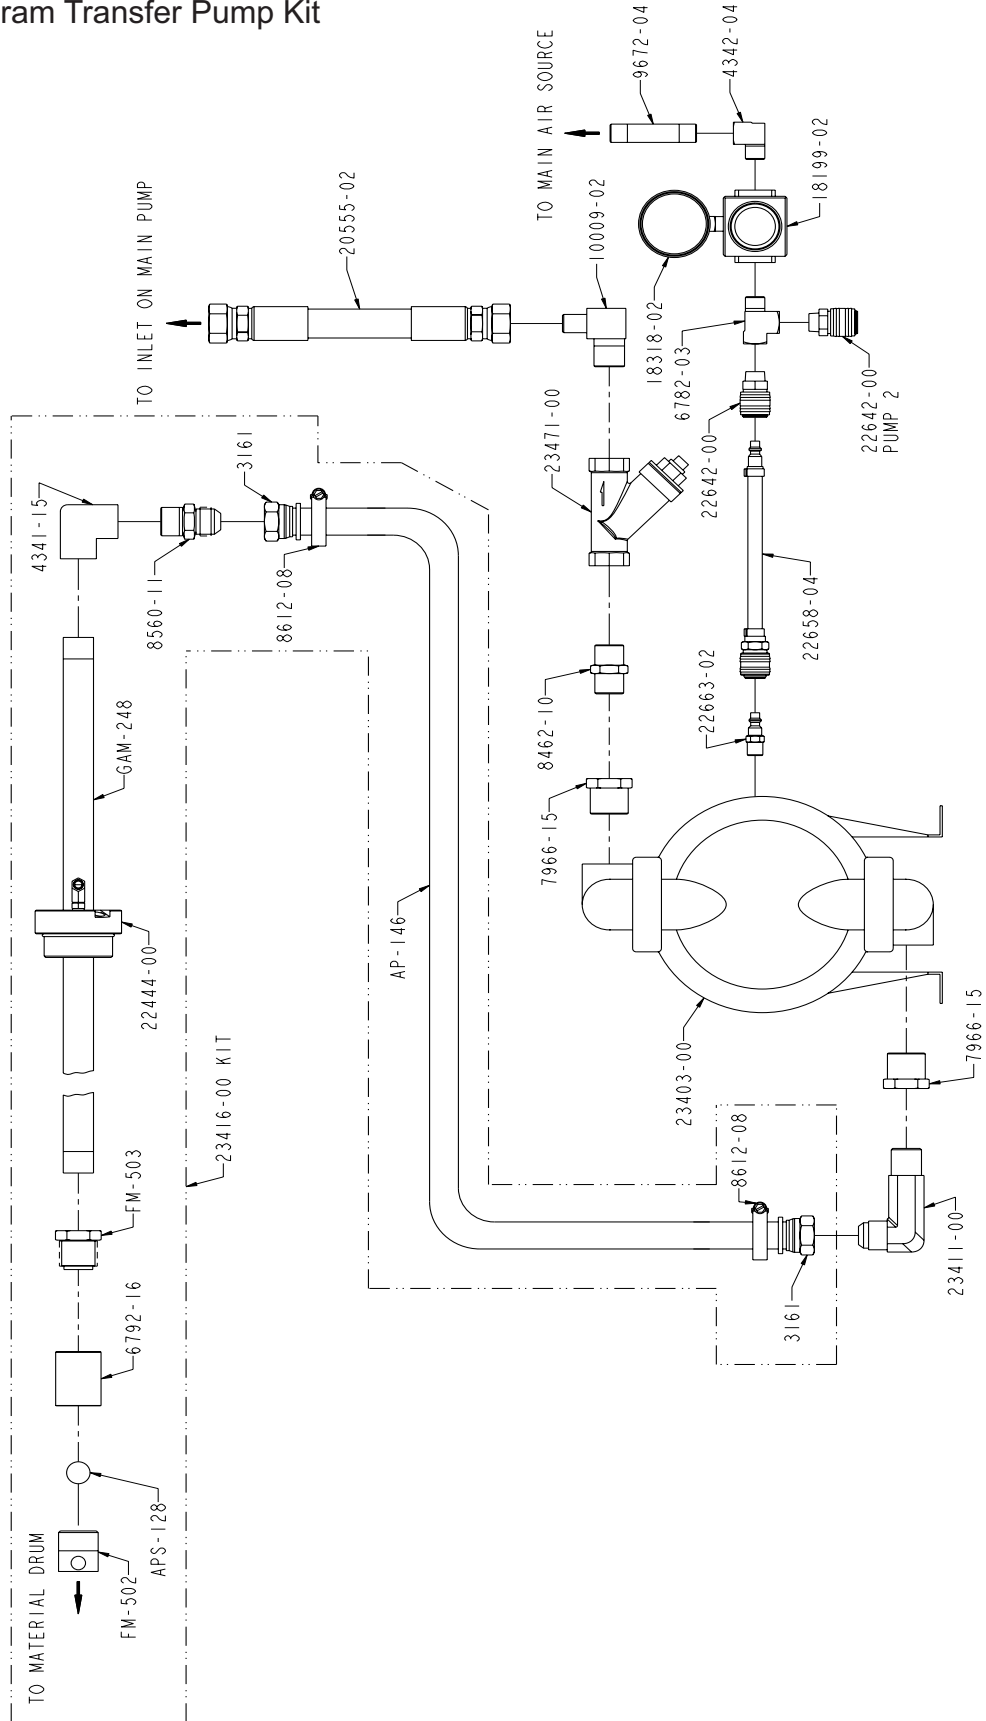 ram Transfer Pump Kit
TO MAIN AIR SOURCE
9672-04
4342-04
18199-02
TO INLET ON MAIN PUMP
20555-02
10009-02
18318-02
6782-03
22642-00
PUMP 2
22642-00
23471-00
4341-15
3161
8560-11
8612-08
22658-04
22663-02
8462-10
7966-15
GAM-248
22444-00
AP-146
23403-00
7966-15
23416-00 KIT
FM-503
8612-08
23411-00
3161
6792-16
APS-128
FM-502
TO MATERIAL DRUM